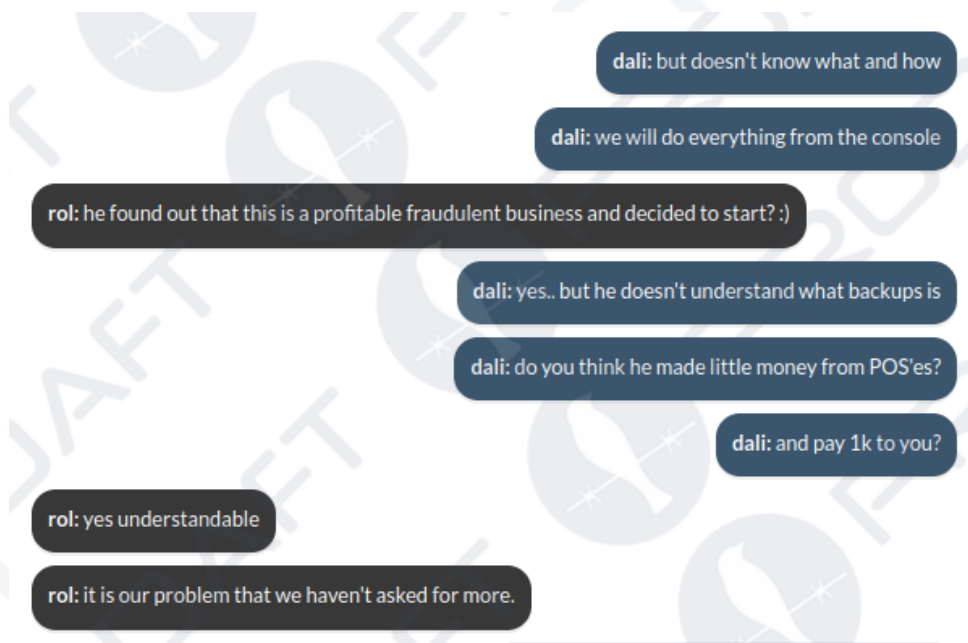 dali: but doesn't know what and how
dali: we will do everything from the console
rol: he found out that this is a profitable fraudulent business and decided to start? :)
dali: yes.. but he doesn't understand what backups is
dali: do you think he made little money from POS'es?
dali: and pay 1k to you?
rol: yes understandable
rol: it is our problem that we haven't asked for more.